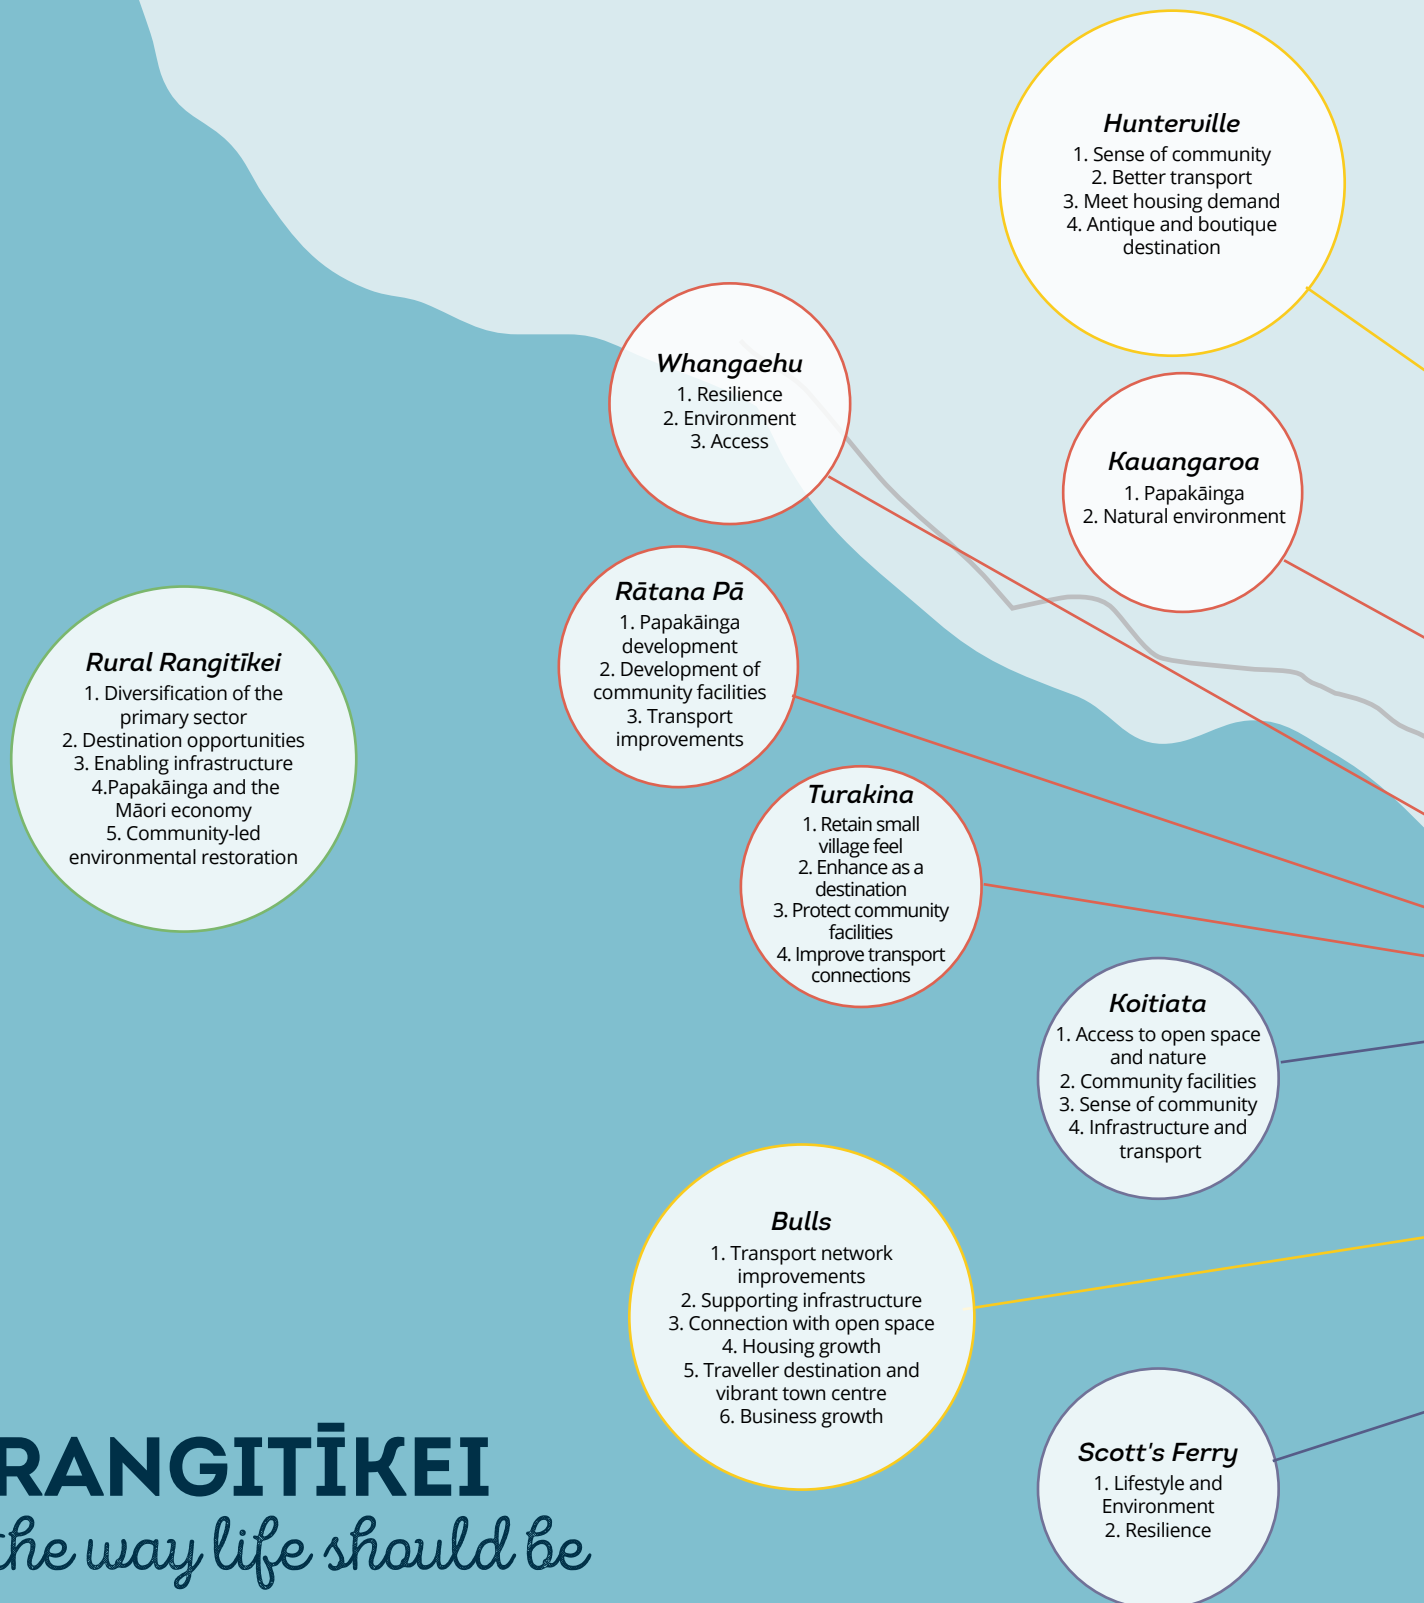 Hunterville
1. Sense of community
2. Better transport
3. Meet housing demand
4. Antique and boutique
destination
Whangaehu
1. Resilience
2. Environment
3. Access
Kauangaroa
1. Papakāinga
2. Natural environment
Rātana Pā
1. Papakāinga
development
2. Development of
community facilities
3. Transport
improvements
Rural Rangitīkei
1. Diversification of the
primary sector
2. Destination opportunities
3. Enabling infrastructure
4.Papakāinga and the
Māori economy
5. Community-led
environmental restoration
Turakina
1. Retain small
village feel
2. Enhance as a
destination
3. Protect community
facilities
4. Improve transport
connections
Koitiata
1. Access to open space
and nature
2. Community facilities
3. Sense of community
4. Infrastructure and
transport
Bulls
1. Transport network
improvements
2. Supporting infrastructure
3. Connection with open space
4. Housing growth
5. Traveller destination and
vibrant town centre
6. Business growth
Scott's Ferry
1. Lifestyle and
Environment
2. Resilience
RANGITĪKEI
the way life should be